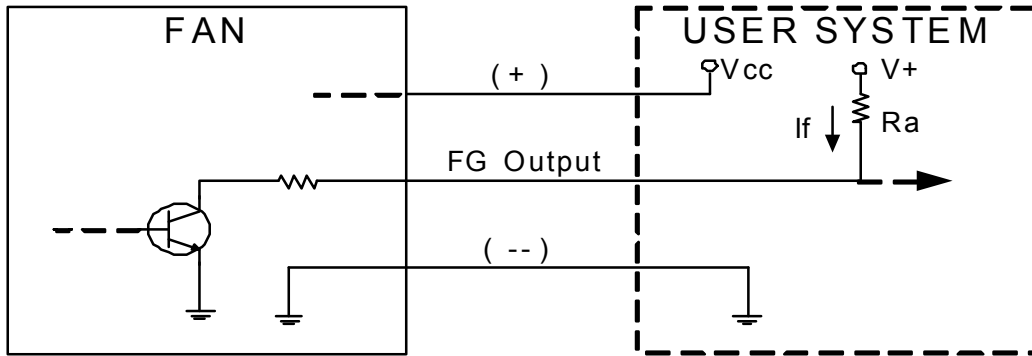 FAN
USER SYSTEM
(+)
Vcc
V+
If
Ra
FG Output
(--)